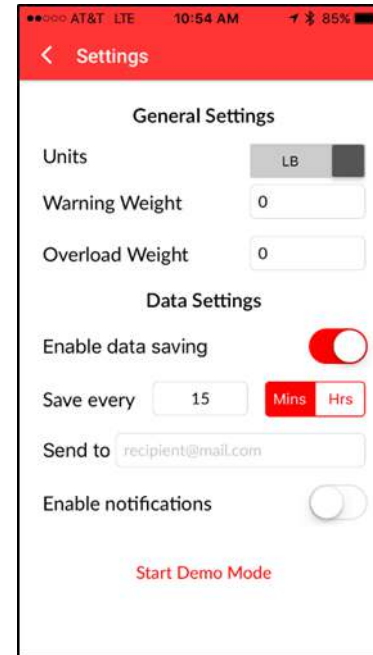 AT&T LTE 10:54 AM 85%
Settings
General Settings
Units LB
Warning Weight 0
Overload Weight 0
Data Settings
Enable data saving
Save every 15 Mins Hrs
Send to recipient@mail.com
Enable notifications
Start Demo Mode